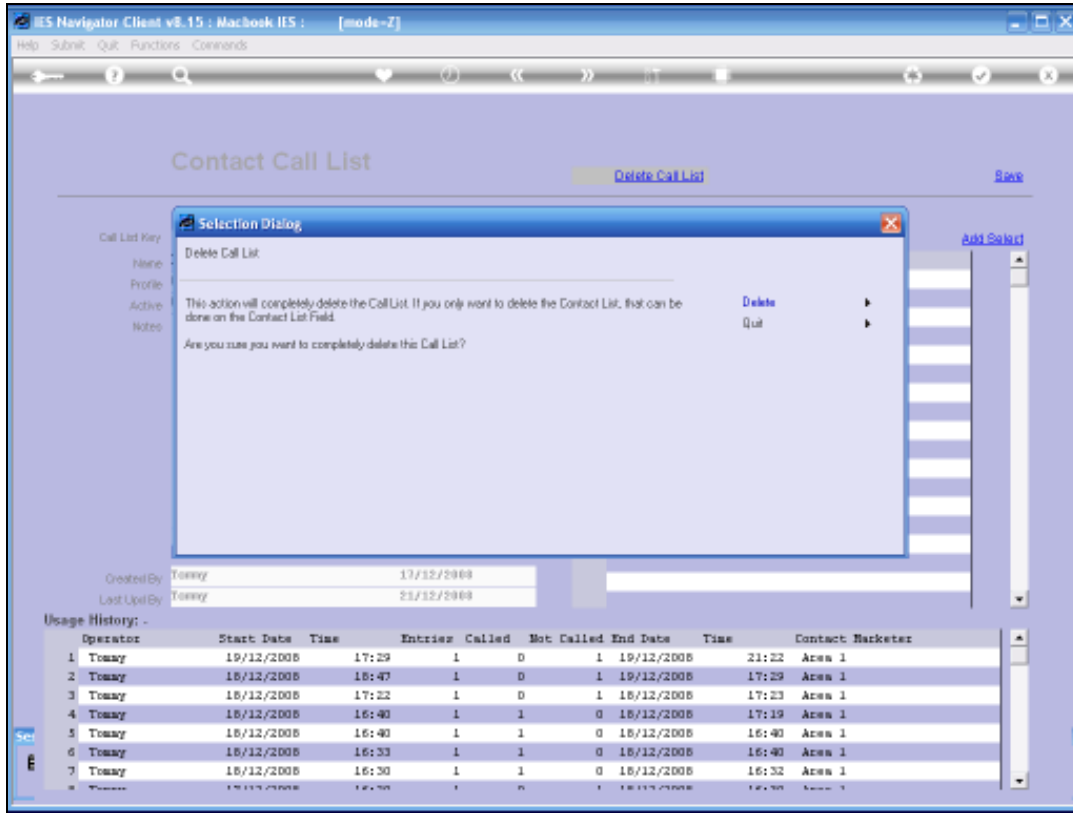 IES Navigator Client v8.15 : Macbook IES : [mode=Z]
Help Submit Quit Functions Commands
Contact Call List
Delete Call List
Save
Selection Dialog
Call List Key
Add Select
Delete Call List
Name
Profile
Active
This action will completely delete the Call List. If you only want to delete the Contact List, that can be
Delete
done on the Contact List Field.
Quit
Notes
Are you sure you want to completely delete this Call List?
Created By Tommy 17/12/2008
Last Upd By Tommy 21/12/2008
Usage History: -
Operator Start Date Time Entries Called Not Called End Date Time Contact Marketer
1 Tommy 19/12/2008 17:29 1 0 1 19/12/2008 21:22 Area 1
2 Tommy 18/12/2008 18:47 1 0 1 19/12/2008 17:29 Area 1
3 Tommy 18/12/2008 17:22 1 0 1 18/12/2008 17:23 Area 1
4 Tommy 18/12/2008 16:40 1 1 0 18/12/2008 17:19 Area 1
5 Tommy 18/12/2008 16:40 1 1 0 18/12/2008 16:40 Area 1
6 Tommy 18/12/2008 16:33 1 1 0 18/12/2008 16:40 Area 1
7 Tommy 18/12/2008 16:30 1 1 0 18/12/2008 16:32 Area 1